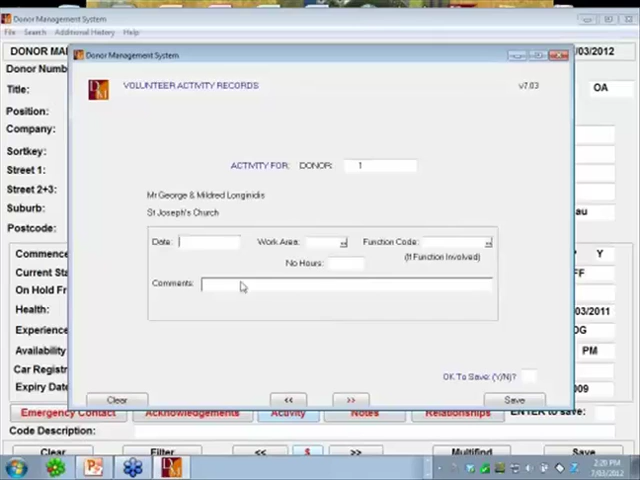 Donor Management System
File Search Additional History Help
DONOR MA /03/2012
Donor Management System
VOLUNTEER ACTIVITY RECORDS v7.03
Donor Numb
Title: OA
Position:
Company:
Sortkey:
Street 1:
Street 2+3:
Suburb: au
Postcode:
ACTIVITY FOR: DONOR: 1
Mr George & Mildred Longinidis
St Joseph's Church
Date: Work Area: Function Code:
(If Function Involved)
No Hours:
Comments:
OK To Save: (Y/N)?
Clear << >> Save
Commence Y
Current Sta FF
On Hold Fr
Health: /03/2011
Experience OG
Availability PM
Car Registr
Expiry Date 009
Emergency Contact Acknowledgements Activity Notes Relationships ENTER to save:
Code Description:
Clear Filter << $ >> Multifind Save
2:20 PM
7/03/2012